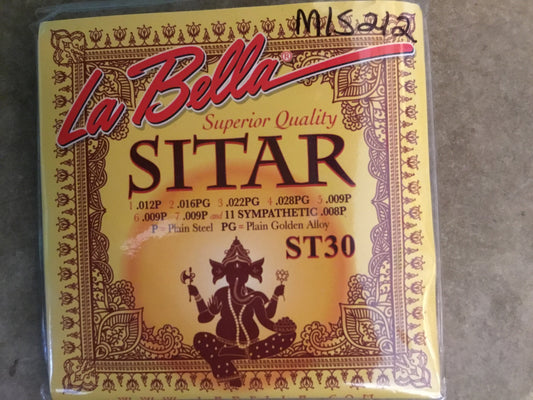 MIS212
La Bella®
Superior Quality
SITAR
1 .012P 2 .016PG 3 .022PG 4 .028PG 5 .009P
6 .009P 7 .009P and 11 SYMPATHETIC .008P
P = Plain Steel PG = Plain Golden Alloy
ST30